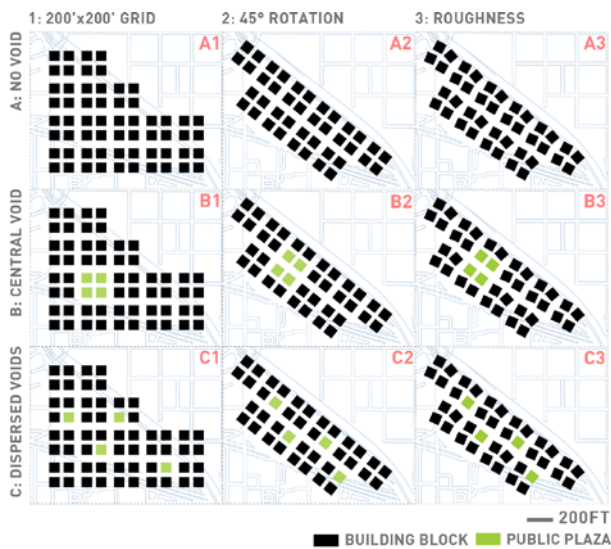 1: 200'x200' GRID
2: 45° ROTATION
3: ROUGHNESS
A: NO VOID
A1
A2
A3
B: CENTRAL VOID
B1
B2
B3
C: DISPERSED VOIDS
C1
C2
C3
200FT
BUILDING BLOCK
PUBLIC PLAZA